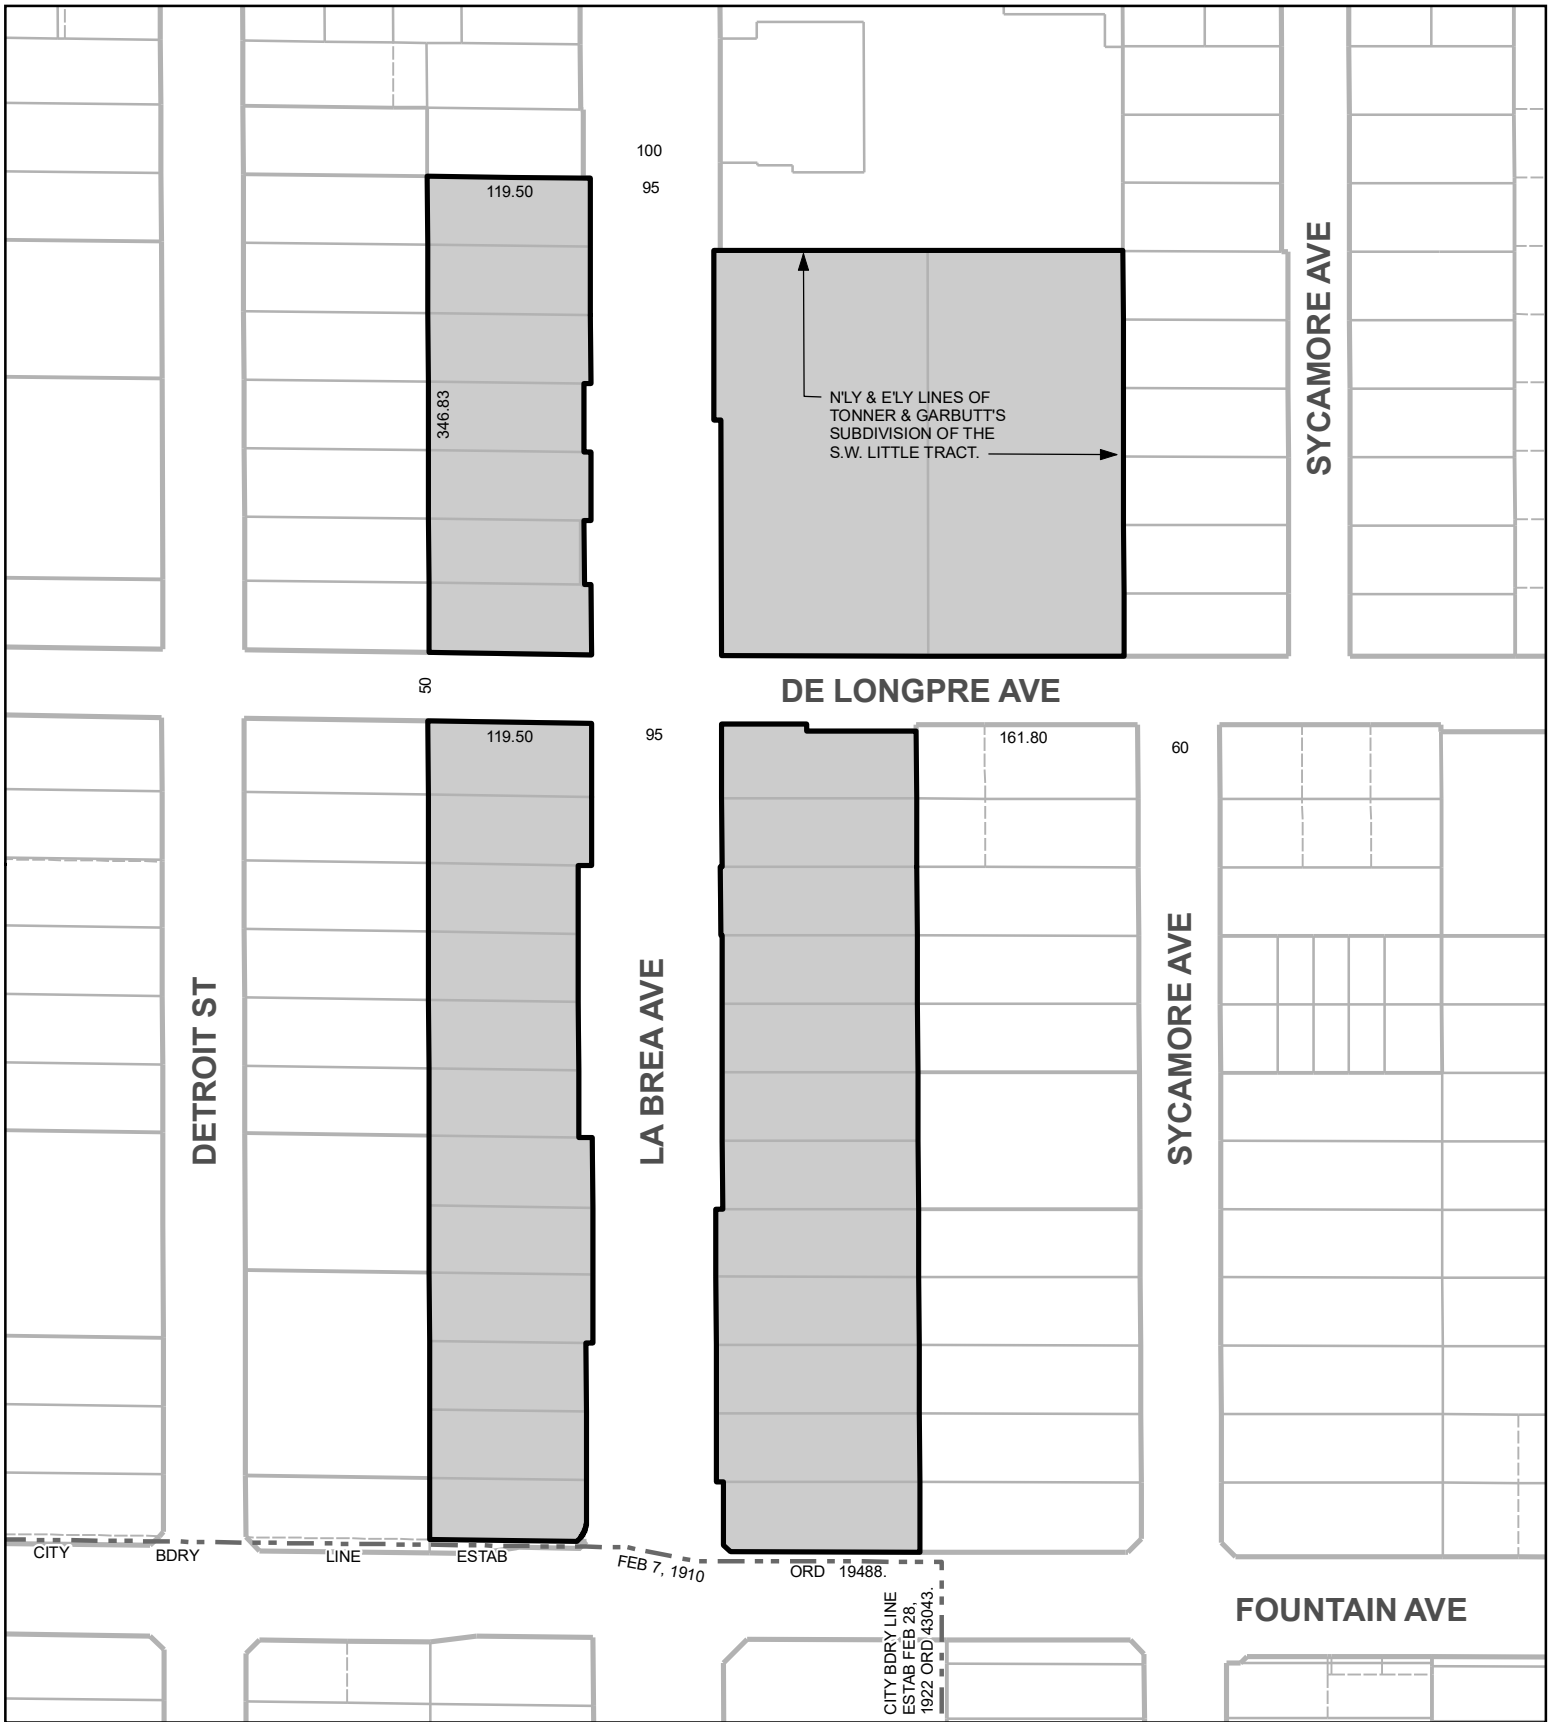 100
119.50
95
SYCAMORE AVE
346.83
N'LY & E'LY LINES OF
TONNER & GARBUTT'S
SUBDIVISION OF THE
S.W. LITTLE TRACT.
50
DE LONGPRE AVE
119.50
95
161.80
60
DETROIT ST
LA BREA AVE
SYCAMORE AVE
CITY BDRY LINE ESTAB FEB 7, 1910 ORD 19488.
CITY BDRY LINE
ESTAB FEB 28,
1922 ORD 43043.
FOUNTAIN AVE